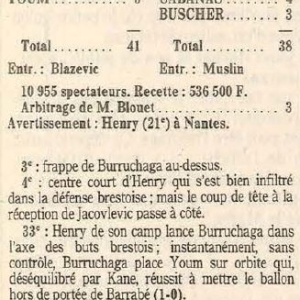 BUSCHER. 3
Total......... 41 Total......... 38
Entr. : Blazevic Entr. : Muslin
10 955 spectateurs. Recette : 536 500 F.
Arbitrage de M. Blouet................ 3
Avertissement : Henry (21e) à Nantes.
3e : frappe de Burruchaga au-dessus.
4e : centre court d'Henry qui s'est bien infiltré
dans la défense brestoise ; mais le coup de tête à la
réception de Jacovlevic passe à côté.
33e : Henry de son camp lance Burruchaga dans
l'axe des buts brestois ; instantanément, sans
contrôle, Burruchaga place Youm sur orbite qui,
déséquilibré par Kane, réussit à mettre le ballon
hors de portée de Barrabé (1-0).